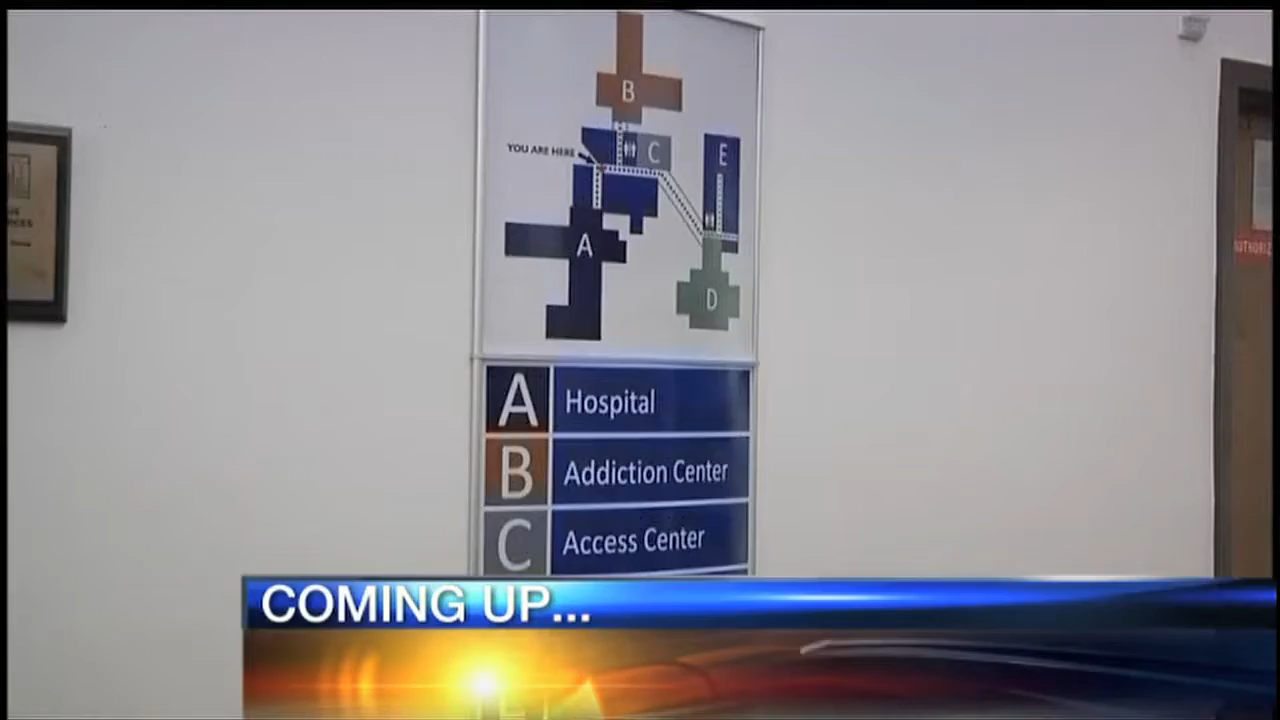 B
YOU ARE HERE
C
E
A
D
A Hospital
B Addiction Center
C Access Center
COMING UP...